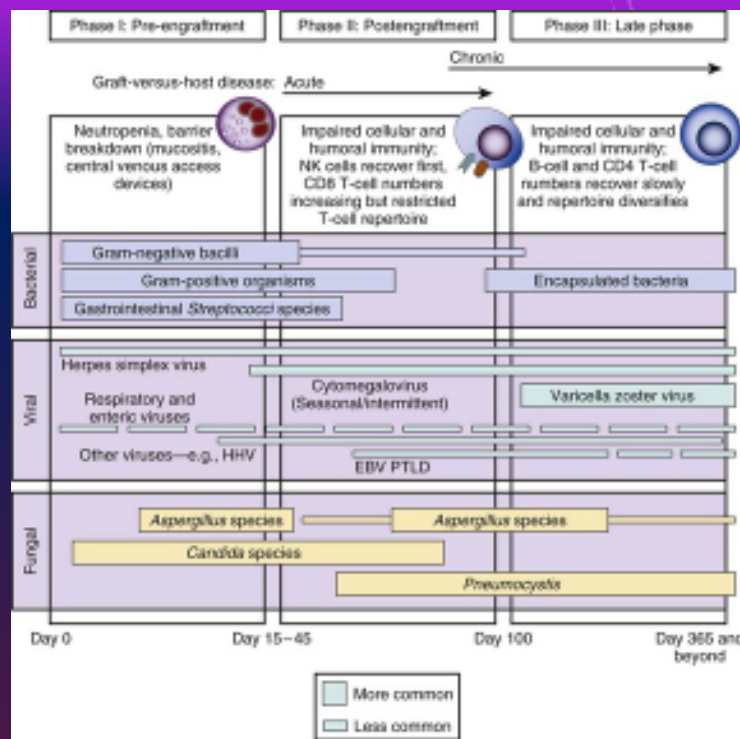 Phase I: Pre-engraftment
Phase II: Postengraftment
Phase III: Late phase
Chronic
Graft-versus-host disease: Acute
Neutropenia, barrier
breakdown (mucositis,
central venous access
devices)
Impaired cellular and
humoral immunity;
NK cells recover first,
CD8 T-cell numbers
increasing but restricted
T-cell repertoire
Impaired cellular and
humoral immunity;
B-cell and CD4 T-cell
numbers recover slowly
and repertoire diversifies
Bacterial
Gram-negative bacilli
Gram-positive organisms
Encapsulated bacteria
Gastrointestinal Streptococci species
Viral
Herpes simplex virus
Cytomegalovirus
(Seasonal/intermittent)
Varicella zoster virus
Respiratory and
enteric viruses
Other viruses—e.g., HHV
EBV PTLD
Fungal
Aspergillus species
Aspergillus species
Candida species
Pneumocystis
Day 0
Day 15–45
Day 100
Day 365 and
beyond
More common
Less common